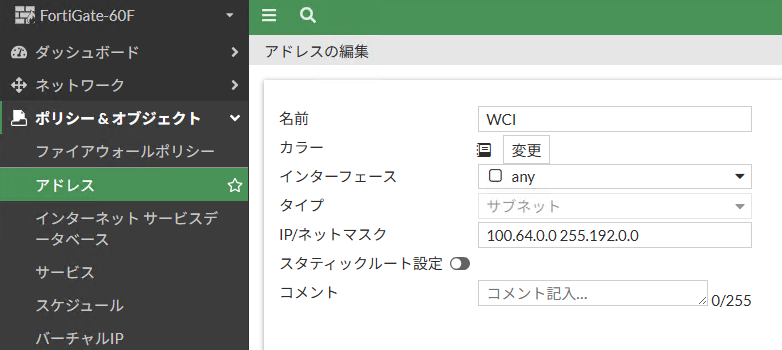 FortiGate-60F
ダッシュボード
ネットワーク
ポリシー & オブジェクト
ファイアウォールポリシー
アドレス
インターネット サービスデ
ータベース
サービス
スケジュール
バーチャルIP
アドレスの編集
名前 WCI
カラー 変更
インターフェース any
タイプ サブネット
IP/ネットマスク 100.64.0.0 255.192.0.0
スタティックルート設定
コメント コメント記入... 0/255